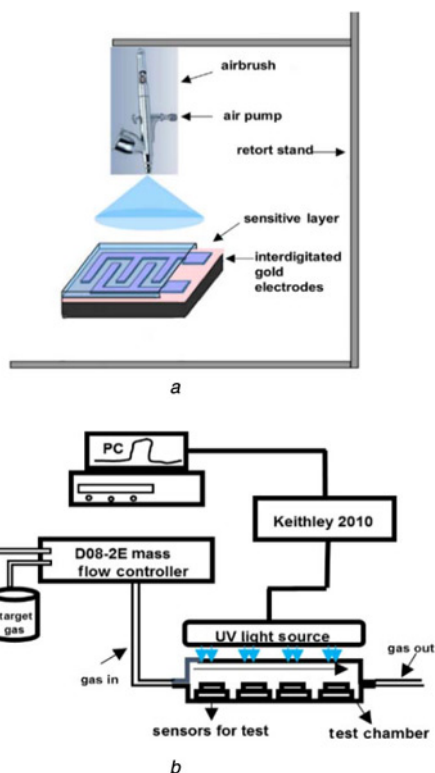 airbrush
air pump
retort stand
sensitive layer
interdigitated
gold
electrodes
a
PC
Keithley 2010
D08-2E mass
flow controller
target
gas
UV light source
gas in
gas out
sensors for test
test chamber
b